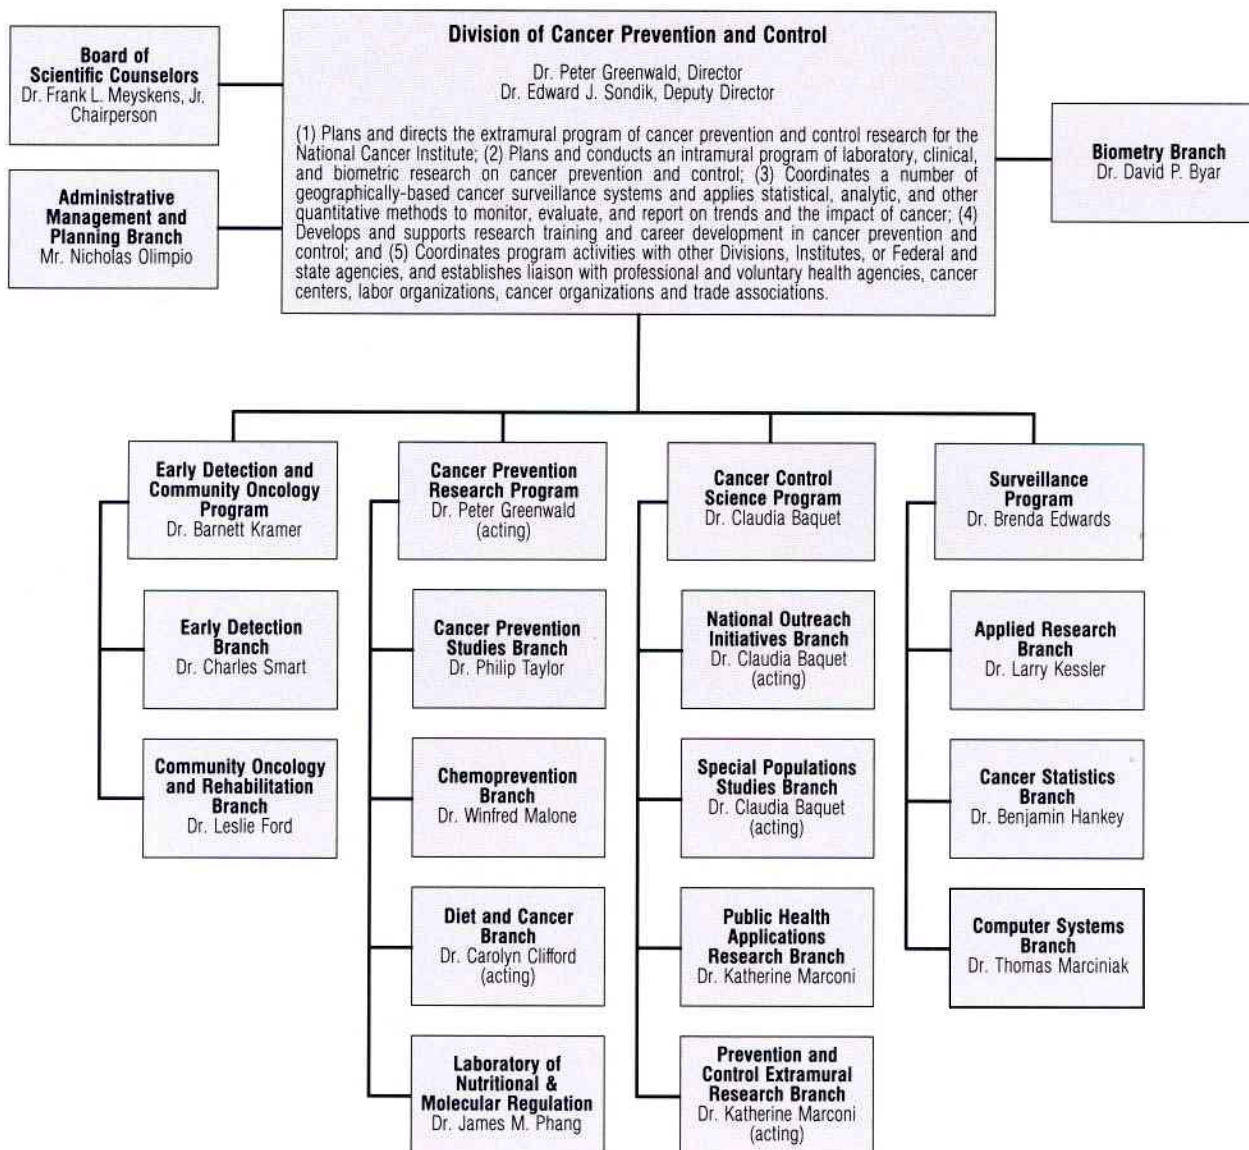 Board of
Scientific Counselors
Dr. Frank L. Meyskens, Jr.
Chairperson
Administrative
Management and
Planning Branch
Mr. Nicholas Olimpio
Division of Cancer Prevention and Control
Dr. Peter Greenwald, Director
Dr. Edward J. Sondik, Deputy Director
(1) Plans and directs the extramural program of cancer prevention and control research for the
National Cancer Institute; (2) Plans and conducts an intramural program of laboratory, clinical,
and biometric research on cancer prevention and control; (3) Coordinates a number of
geographically-based cancer surveillance systems and applies statistical, analytic, and other
quantitative methods to monitor, evaluate, and report on trends and the impact of cancer; (4)
Develops and supports research training and career development in cancer prevention and
control; and (5) Coordinates program activities with other Divisions, Institutes, or Federal and
state agencies, and establishes liaison with professional and voluntary health agencies, cancer
centers, labor organizations, cancer organizations and trade associations.
Biometry Branch
Dr. David P. Byar
Early Detection and
Community Oncology
Program
Dr. Barnett Kramer
Early Detection
Branch
Dr. Charles Smart
Community Oncology
and Rehabilitation
Branch
Dr. Leslie Ford
Cancer Prevention
Research Program
Dr. Peter Greenwald
(acting)
Cancer Prevention
Studies Branch
Dr. Philip Taylor
Chemoprevention
Branch
Dr. Winfred Malone
Diet and Cancer
Branch
Dr. Carolyn Clifford
(acting)
Laboratory of
Nutritional &
Molecular Regulation
Dr. James M. Phang
Cancer Control
Science Program
Dr. Claudia Baquet
National Outreach
Initiatives Branch
Dr. Claudia Baquet
(acting)
Special Populations
Studies Branch
Dr. Claudia Baquet
(acting)
Public Health
Applications
Research Branch
Dr. Katherine Marconi
Prevention and
Control Extramural
Research Branch
Dr. Katherine Marconi
(acting)
Surveillance
Program
Dr. Brenda Edwards
Applied Research
Branch
Dr. Larry Kessler
Cancer Statistics
Branch
Dr. Benjamin Hankey
Computer Systems
Branch
Dr. Thomas Marciniak